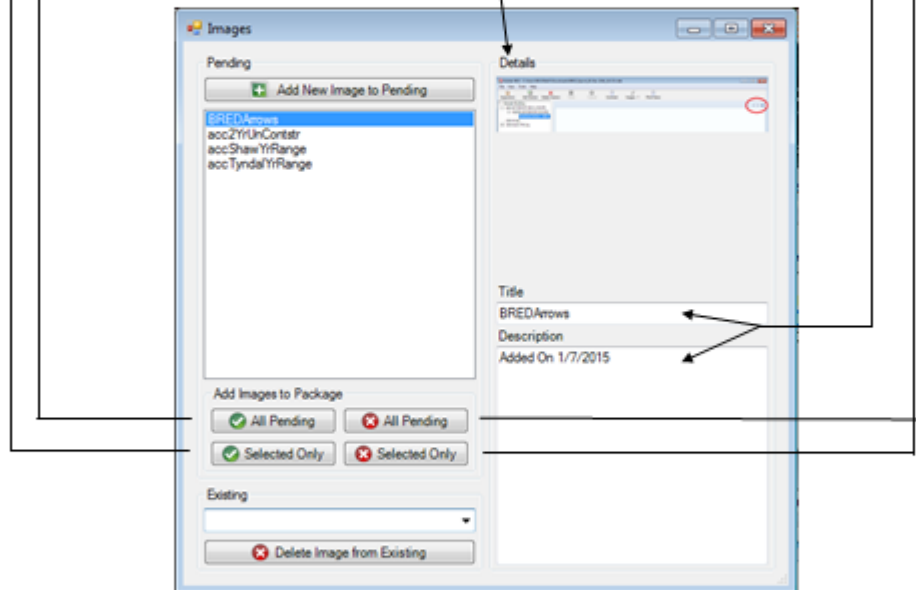 Images
Pending
Add New Image to Pending
BREDArrows
acc2YrUnContstr
accShawYrRange
accTyndalYrRange
Add Images to Package
All Pending
All Pending
Selected Only
Selected Only
Existing
Delete Image from Existing
Details
Title
BREDArrows
Description
Added On 1/7/2015